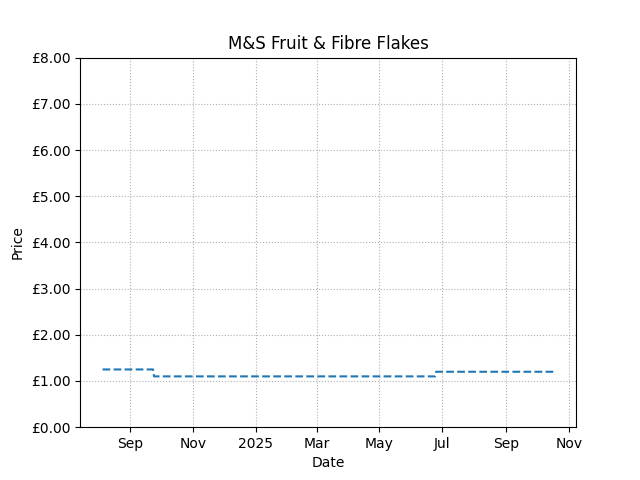 M&S Fruit & Fibre Flakes
£8.00
£7.00
£6.00
£5.00
£4.00
£3.00
£2.00
£1.00
£0.00
Price
Sep Nov 2025 Mar May Jul Sep Nov
Date